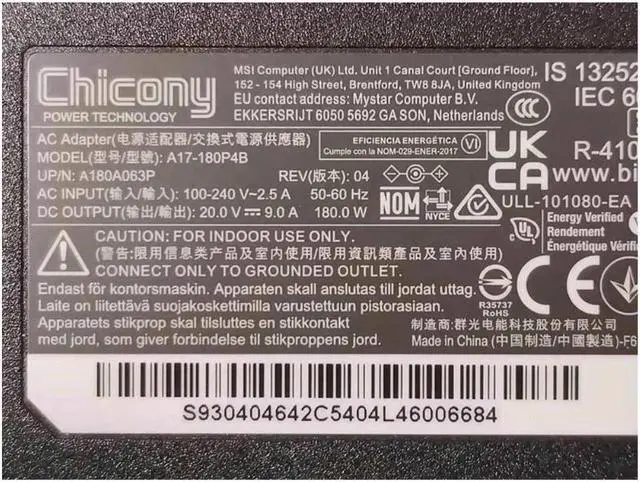 Chicony
POWER TECHNOLOGY
MSI Computer (UK) Ltd. Unit 1 Canal Court [Ground Floor],
152 - 154 High Street, Brentford, TW8 8JA, United Kingdom
EU contact address: Mystar Computer B.V.
EKKERSRIJT 6050 5692 GA SON, Netherlands
CCC
IS 13252
IEC 60
R-410
www.bi
AC Adapter(电源适配器/交換式電源供應器)
MODEL(型号/型號): A17-180P4B
UP/N: A180A063P
REV(版本): 04
AC INPUT(输入/輸入): 100-240 V~2.5 A 50-60 Hz
DC OUTPUT(输出/輸出): 20.0 V 9.0 A 180.0 W
EFICIENCIA ENERGÉTICA VI
Cumple con la NOM-029-ENER-2017
NOM
NYCE
UK
CA
ULL-101080-EA
UL
Energy Verified
Rendement
Énergétique Vérifi
CAUTION: FOR INDOOR USE ONLY.
(警告:限用信息类产品及室内使用/限用資訊類產品及室內使用)
CONNECT ONLY TO GROUNDED OUTLET.
Endast för kontorsmaskin. Apparaten skall anslutas till jordat uttag.
Laite on liitettävä suojakoskettimilla varustettuun pistorasiaan.
Apparatets stikprop skal tilsluttes en stikkontakt
med jord, som giver forbindelse til stikproppens jord.
R35737
RoHS
CE
V
制造商: 群光电能科技股份有限公司
Made in China (中国制造/中國製造)-F6
S930404642C5404L46006684